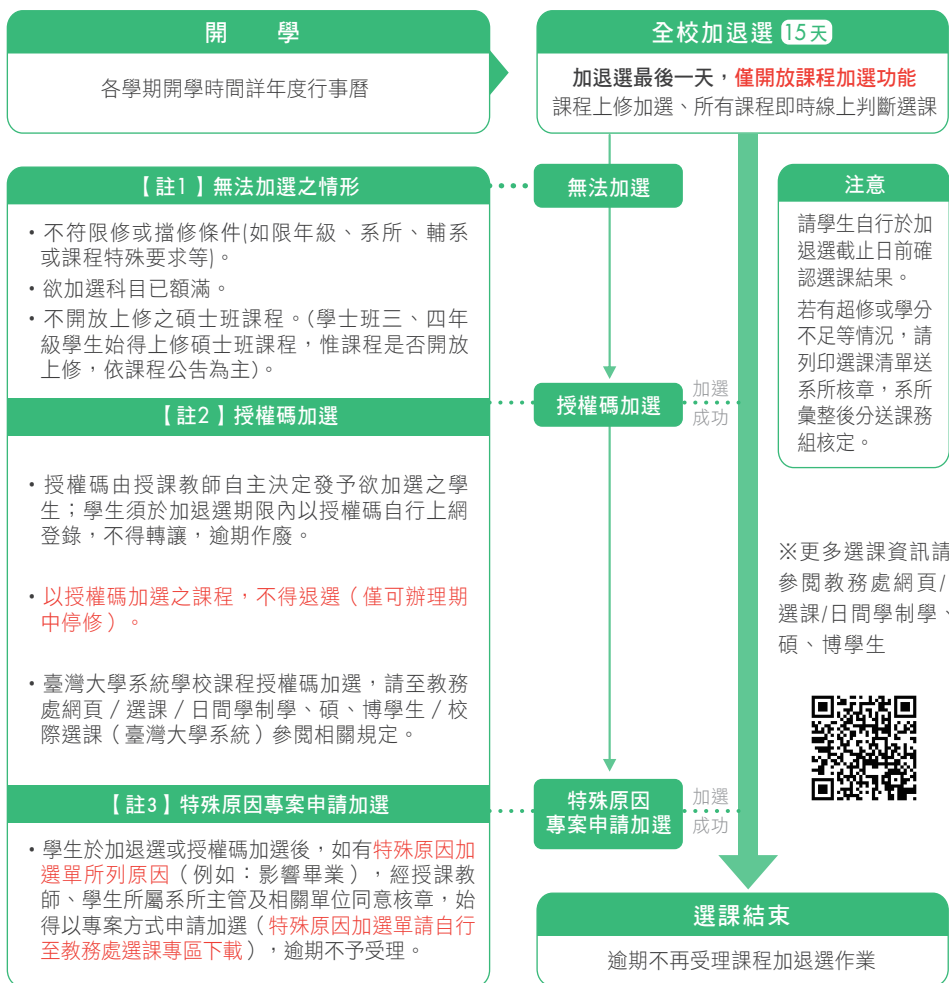 開　　學
各學期開學時間詳年度行事曆
全校加退選 15天
加退選最後一天，僅開放課程加選功能
課程上修加選、所有課程即時線上判斷選課
【註1】無法加選之情形
・不符限修或擋修條件(如限年級、系所、輔系
或課程特殊要求等)。
・欲加選科目已額滿。
・不開放上修之碩士班課程。(學士班三、四年
級學生始得上修碩士班課程，惟課程是否開放
上修，依課程公告為主)。
無法加選
【註2】授權碼加選
・授權碼由授課教師自主決定發予欲加選之學
生；學生須於加退選期限內以授權碼自行上網
登錄，不得轉讓，逾期作廢。
・以授權碼加選之課程，不得退選（僅可辦理期
中停修）。
・臺灣大學系統學校課程授權碼加選，請至教務
處網頁／選課／日間學制學、碩、博學生／校
際選課（臺灣大學系統）參閱相關規定。
授權碼加選
加選
成功
【註3】特殊原因專案申請加選
・學生於加退選或授權碼加選後，如有特殊原因加
選單所列原因（例如：影響畢業），經授課教
師、學生所屬系所主管及相關單位同意核章，始
得以專案方式申請加選（特殊原因加選單請自行
至教務處選課專區下載），逾期不予受理。
特殊原因
專案申請加選
加選
成功
注意
請學生自行於加
退選截止日前確
認選課結果。
若有超修或學分
不足等情況，請
列印選課清單送
系所核章，系所
彙整後分送課務
組核定。
※更多選課資訊請
參閱教務處網頁/
選課/日間學制學、
碩、博學生
選課結束
逾期不再受理課程加退選作業